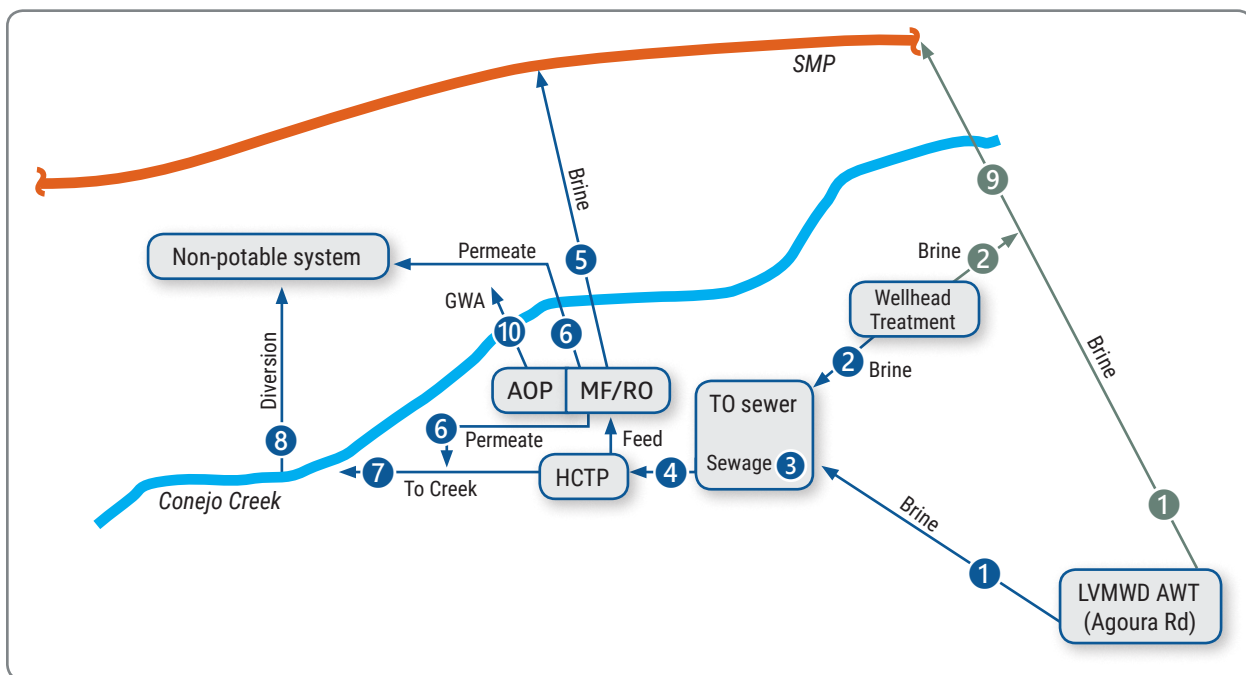 SMP
Brine
9
Permeate
5
Non-potable system
Brine
2
GWA
Wellhead
Treatment
10
6
Brine
2
Brine
Diversion
AOP
MF/RO
TO sewer
6
Permeate
Feed
8
Sewage 3
7
HCTP
4
To Creek
Conejo Creek
Brine
1
1
LVMWD AWT
(Agoura Rd)